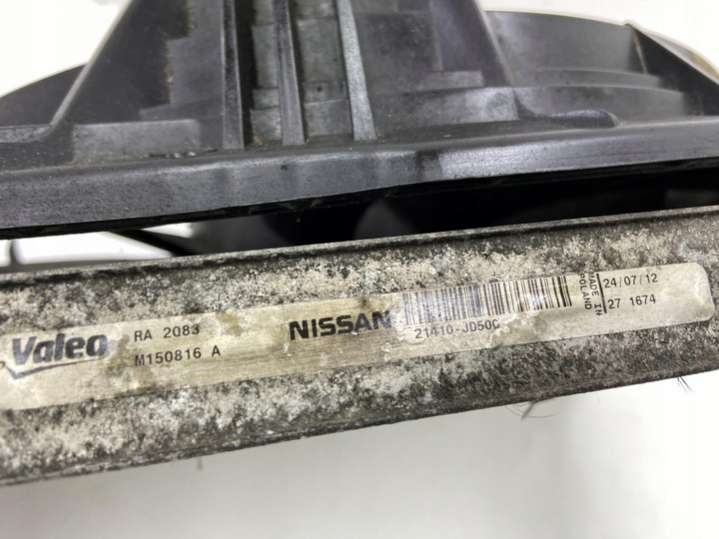 Valeo
RA 2083
M150816 A
NISSAN
21410-JD50C
MADE IN
POLAND
24/07/12
27 1674